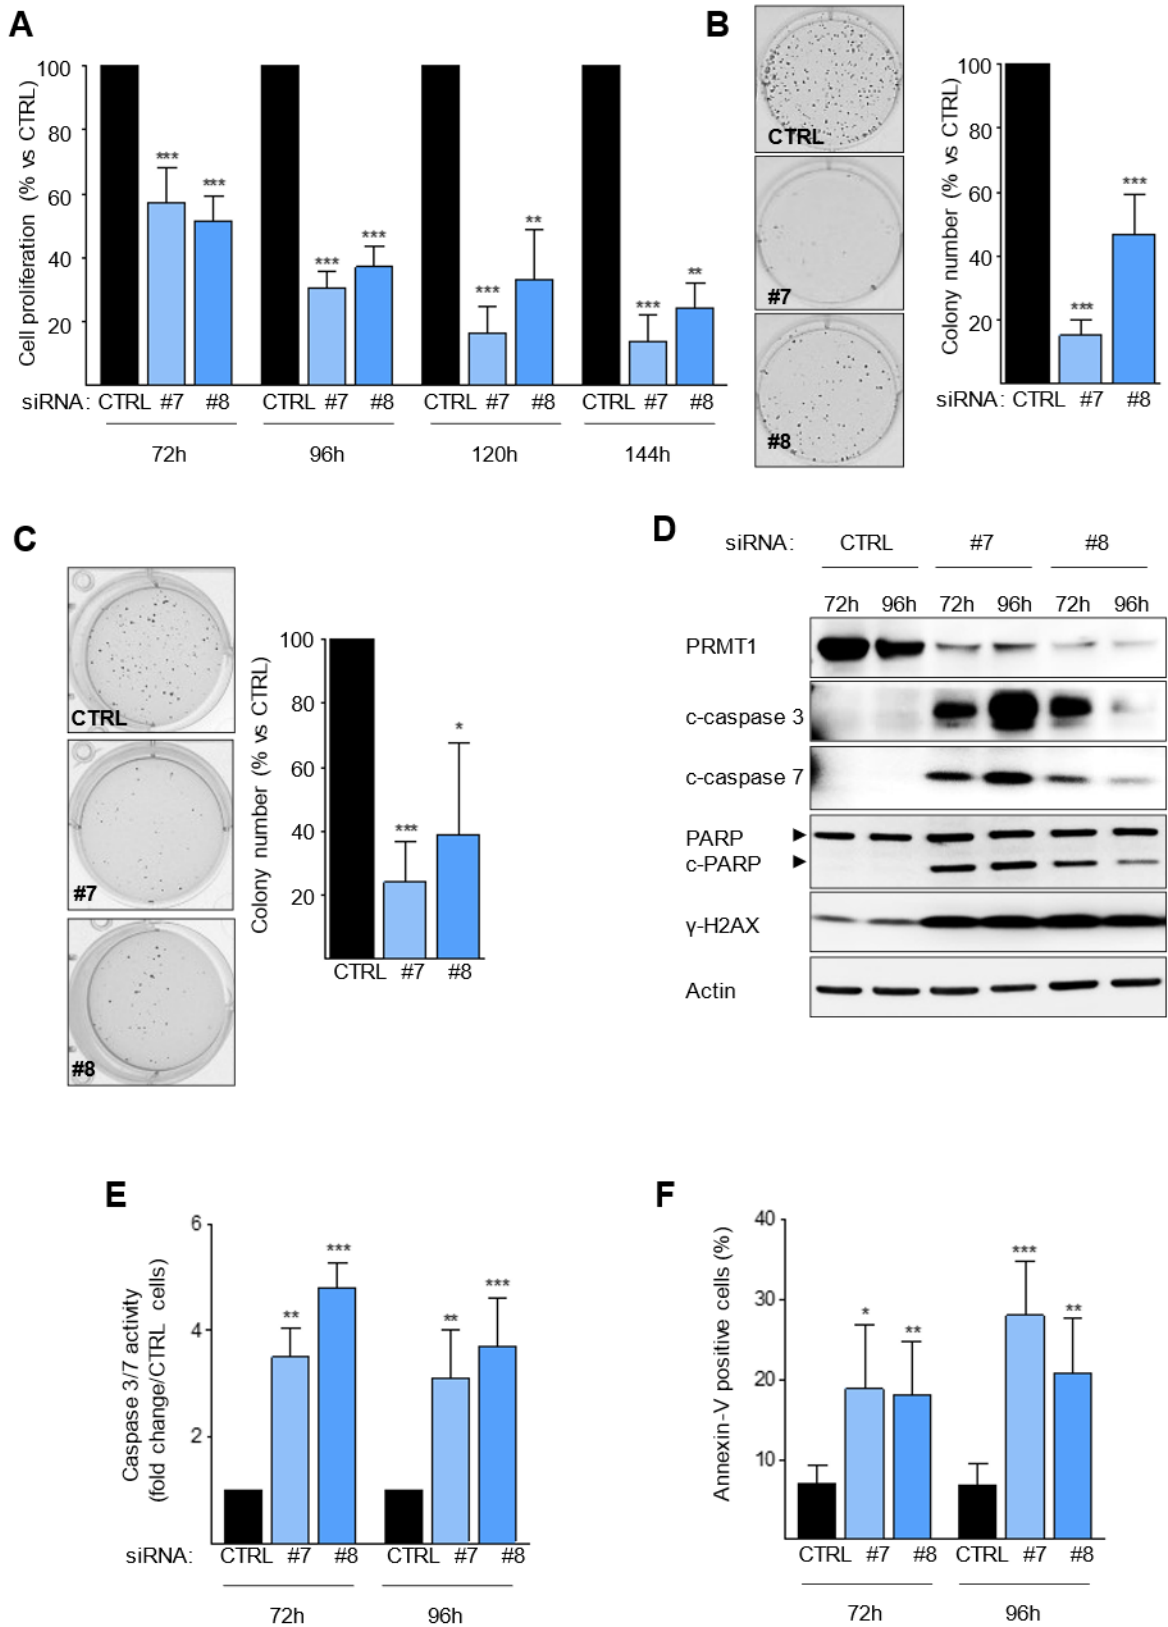 A
Cell proliferation (% vs CTRL)
100
80
60
40
20
*** *** *** *** *** ** *** **
siRNA: CTRL #7 #8 CTRL #7 #8 CTRL #7 #8 CTRL #7 #8
72h 96h 120h 144h
B
CTRL
#7
#8
Colony number (% vs CTRL)
100
80
60
40
20
*** ***
siRNA: CTRL #7 #8
C
CTRL
#7
#8
Colony number (% vs CTRL)
100
80
60
40
20
*** *
CTRL #7 #8
D
siRNA: CTRL #7 #8
72h 96h 72h 96h 72h 96h
PRMT1
c-caspase 3
c-caspase 7
PARP
c-PARP
γ-H2AX
Actin
E
Caspase 3/7 activity
(fold change/CTRL cells)
6
4
2
** *** ** ***
siRNA: CTRL #7 #8 CTRL #7 #8
72h 96h
F
Annexin-V positive cells (%)
40
30
20
10
* ** *** **
CTRL #7 #8 CTRL #7 #8
72h 96h